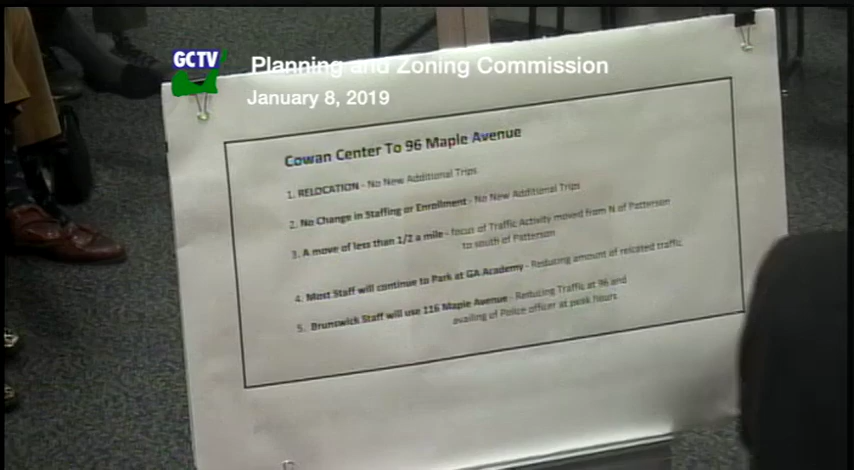 GCTV
Planning and Zoning Commission
January 8, 2019
Cowan Center To 96 Maple Avenue
1. RELOCATION - No New Additional Trips
2. No Change in Staffing or Enrollment - No New Additional Trips
3. A move of less than 1/2 a mile - focus of Traffic Activity moved from N of Patterson
to south of Patterson
4. Most Staff will continue to Park at GA Academy - Reducing amount of relcated traffic
5. Brunswick Staff will use 116 Maple Avenue - Reducing Traffic at 96 and
availing of Police officer at peak hours